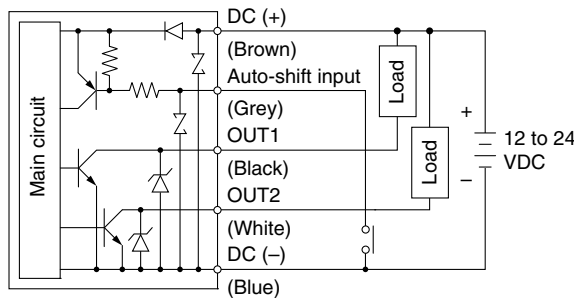 DC (+)
(Brown)
Auto-shift input
(Grey)
OUT1
(Black)
OUT2
(White)
DC (–)
(Blue)
Main circuit
Load
Load
+
12 to 24
VDC
–